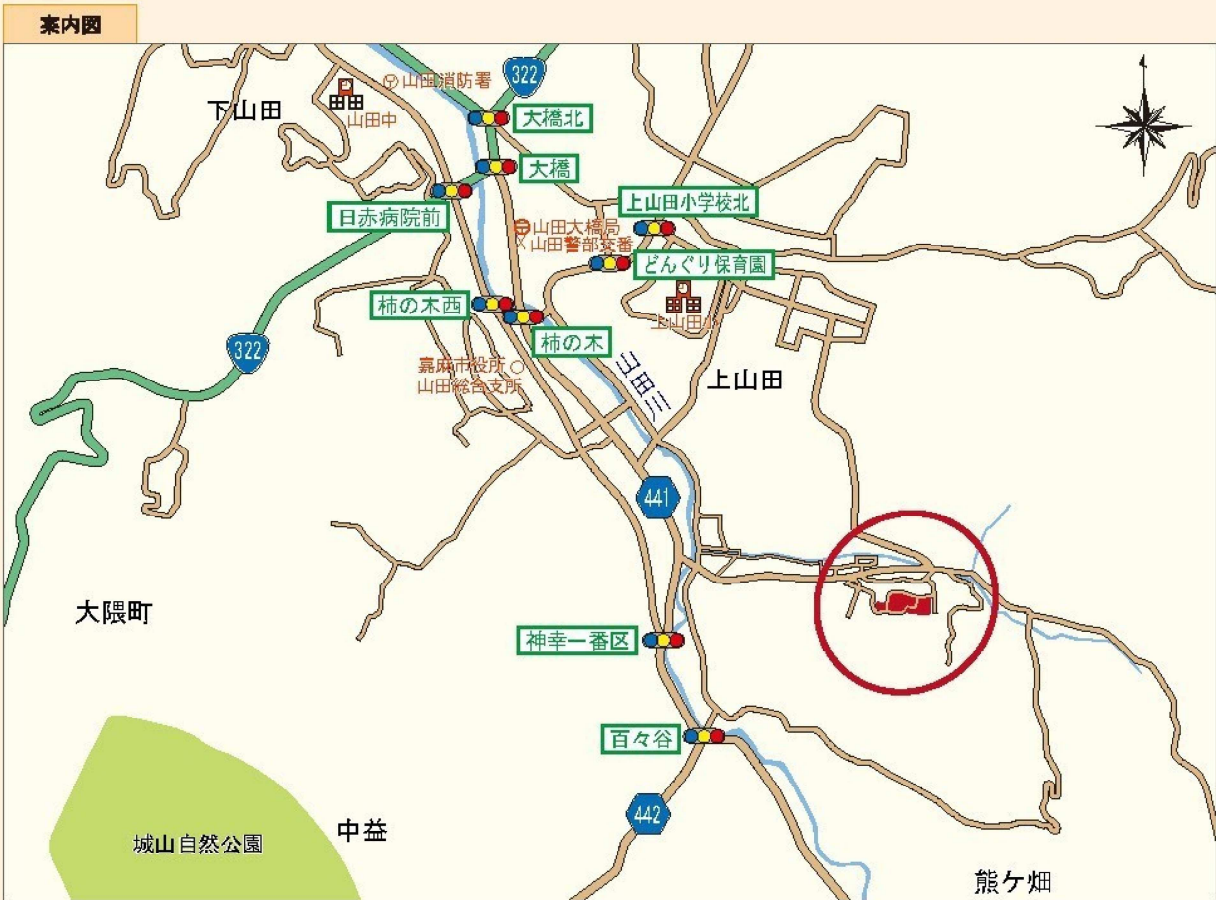 案内図
322
山田消防署
下山田
山田中
大橋北
大橋
上山田小学校北
日赤病院前
山田大橋局
山田警部交番
どんぐり保育園
柿の木西
上山田小
柿の木
322
嘉麻市役所
山田総合支所
山田川
上山田
441
大隈町
神幸一番区
百々谷
442
中益
城山自然公園
熊ケ畑